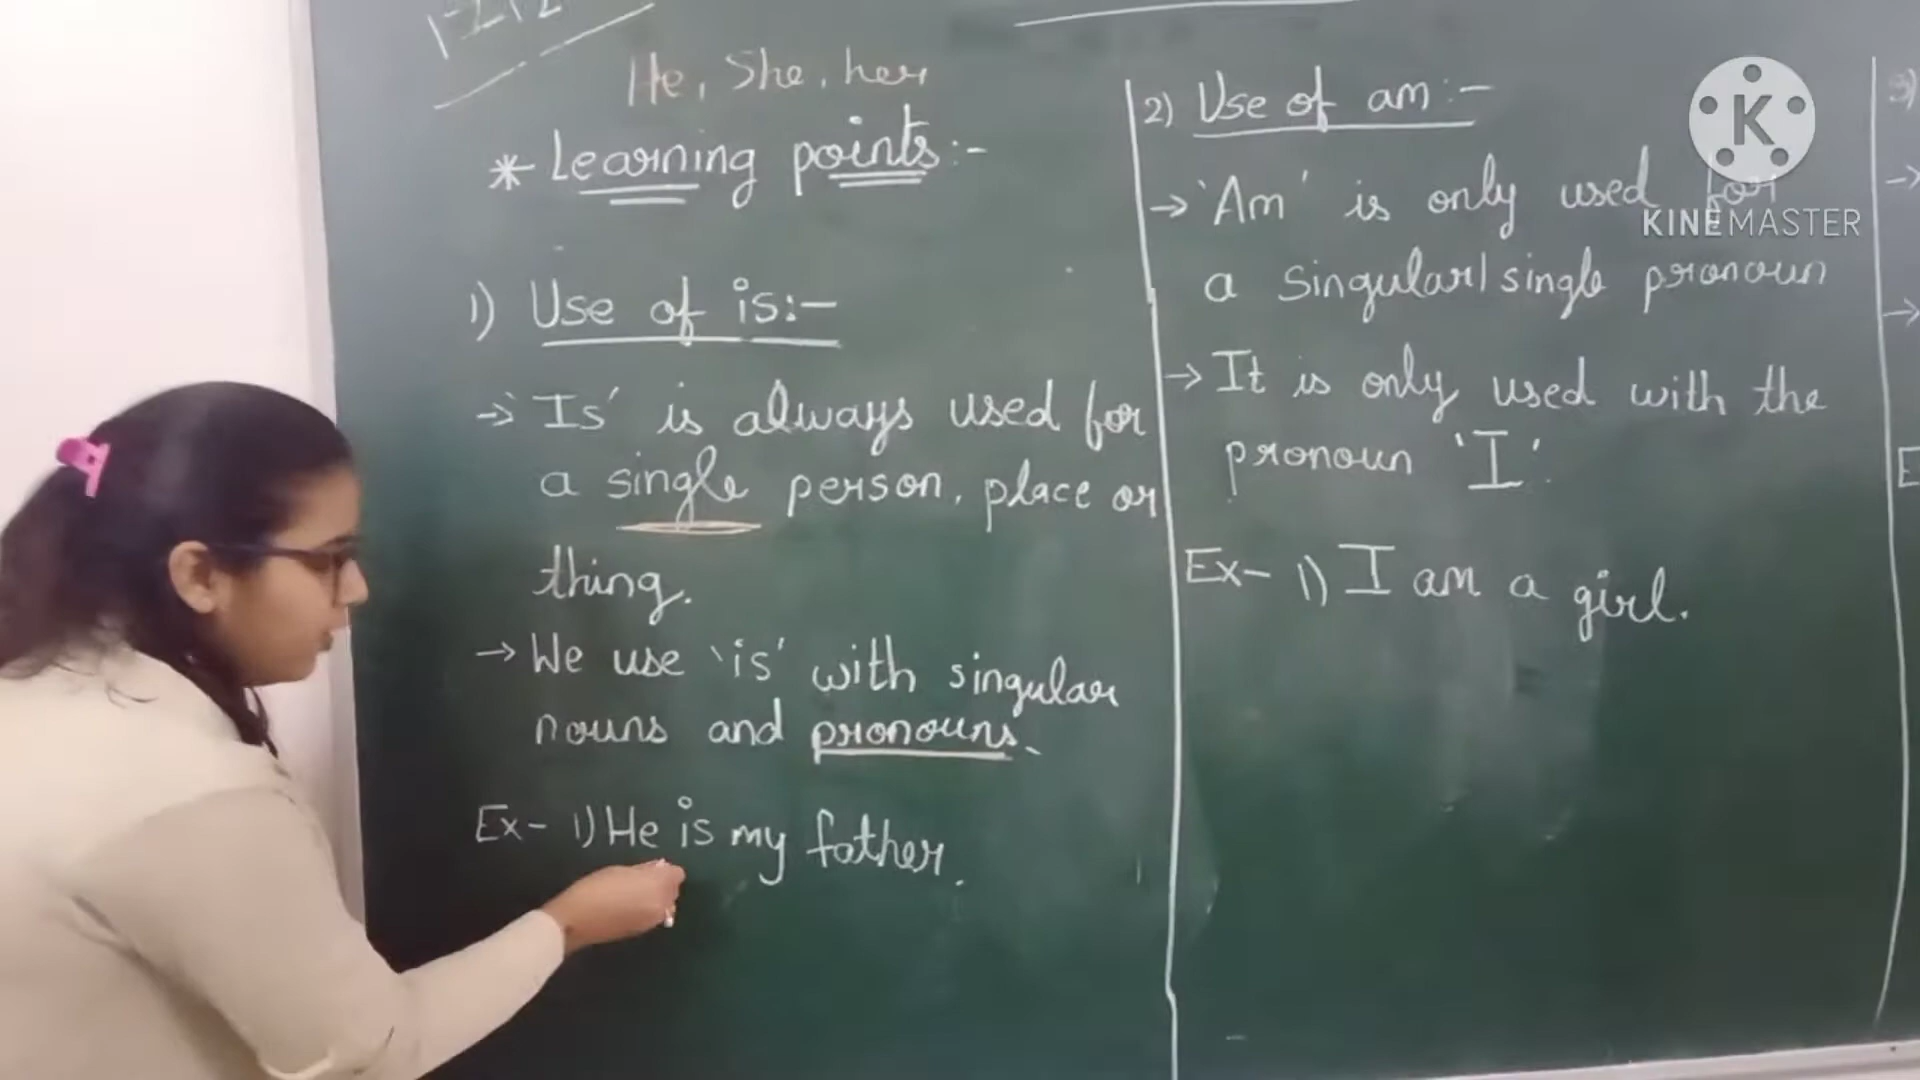 He, She, her
* Learning points:-
1) Use of is:-
→ 'Is' is always used for
a single person, place or
thing.
→ We use 'is' with singular
nouns and pronouns.
Ex- 1) He is my father.
2) Use of am:-
→ 'Am' is only used for
a singular/single pronoun
→ It is only used with the
pronoun 'I'.
Ex- 1) I am a girl.
3)
→
→
E
K
KINEMASTER